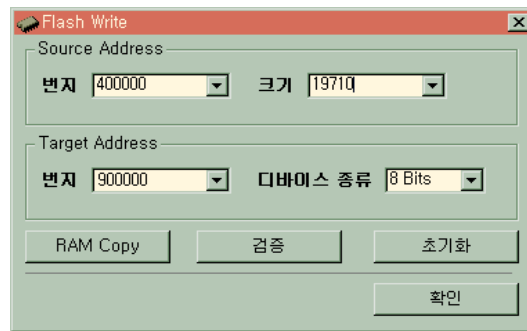 Flash Write
Source Address
번지 400000 크기 19710
Target Address
번지 900000 디바이스 종류 8 Bits
RAM Copy 검증 초기화
확인